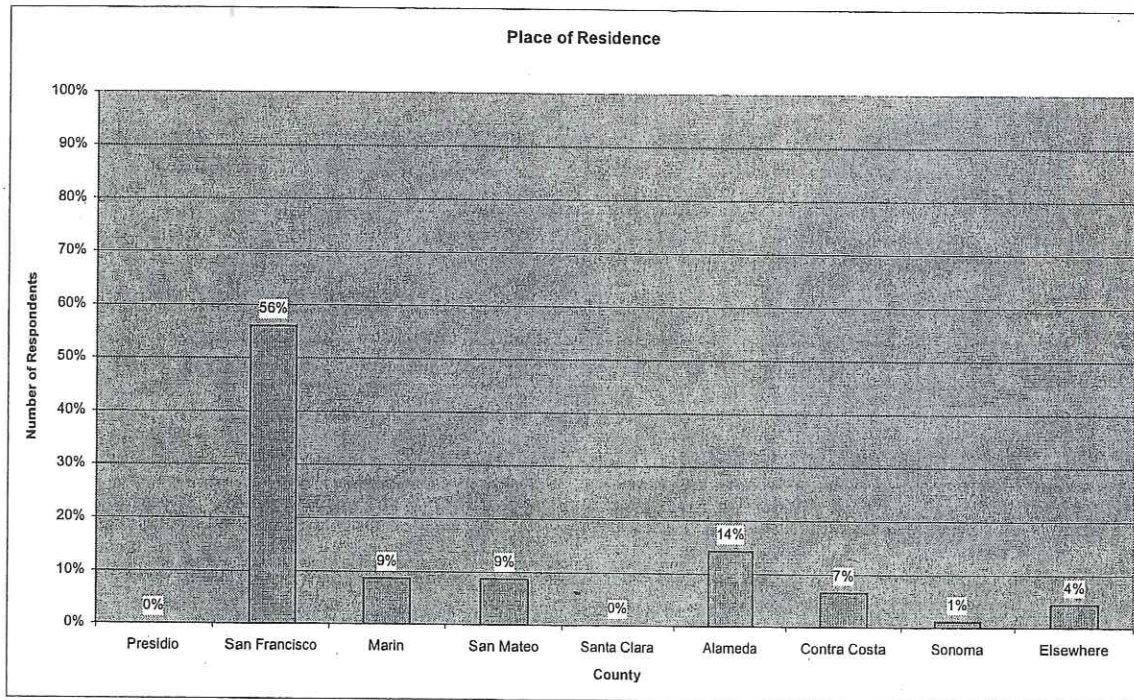 Place of Residence
100%
90%
80%
70%
60%
50%
40%
30%
20%
10%
0%
Number of Respondents
0%
56%
9%
9%
0%
14%
7%
1%
4%
Presidio
San Francisco
Marin
San Mateo
Santa Clara
Alameda
Contra Costa
Sonoma
Elsewhere
County